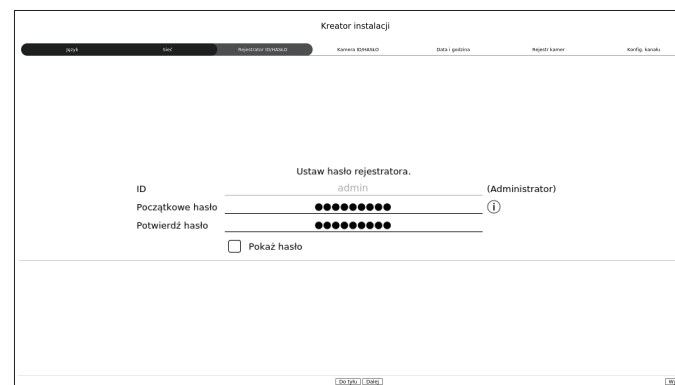 Kreator instalacji
Język Sieć Rejestrator ID/HASŁO Kamera ID/HASŁO Data i godzina Rejestr kamer Konfig. kanału
Ustaw hasło rejestratora.
ID admin (Administrator)
Początkowe hasło ●●●●●●●●● i
Potwierdź hasło ●●●●●●●●●
Pokaż hasło
Do tyłu Dalej